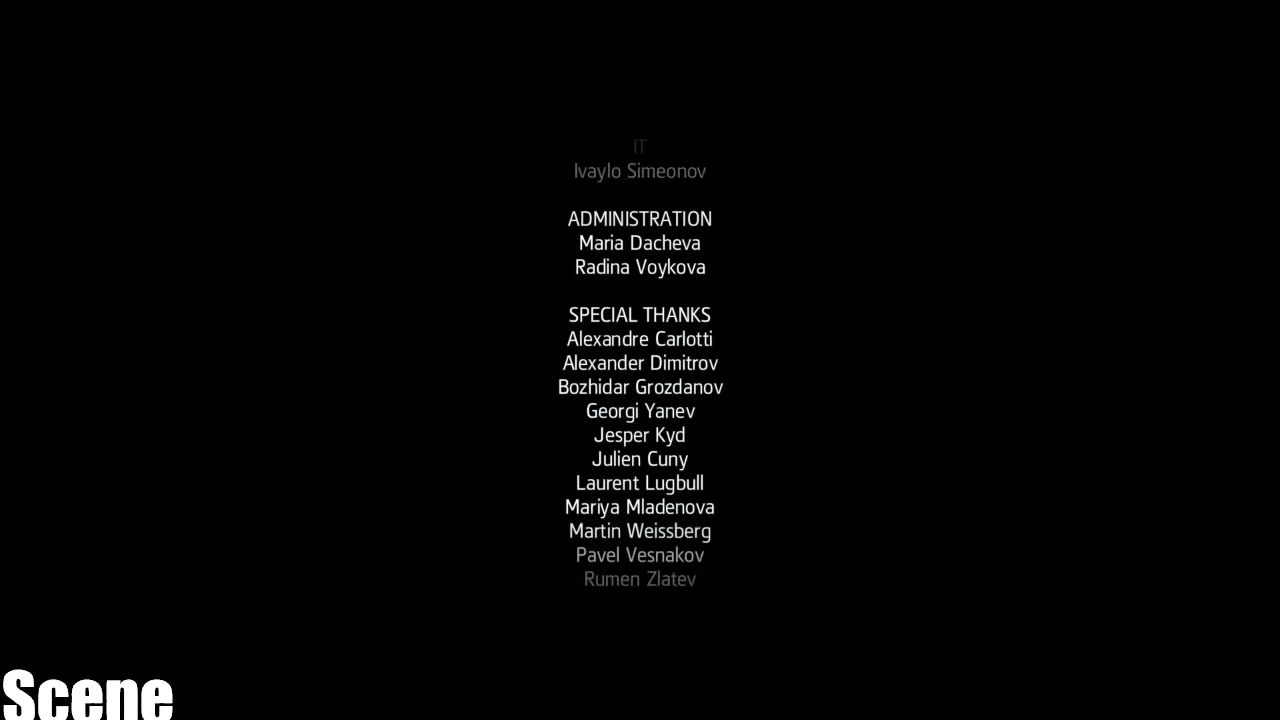 IT
Ivaylo Simeonov
ADMINISTRATION
Maria Dacheva
Radina Voykova
SPECIAL THANKS
Alexandre Carlotti
Alexander Dimitrov
Bozhidar Grozdanov
Georgi Yanev
Jesper Kyd
Julien Cuny
Laurent Lugbull
Mariya Mladenova
Martin Weissberg
Pavel Vesnakov
Rumen Zlatev
Scene